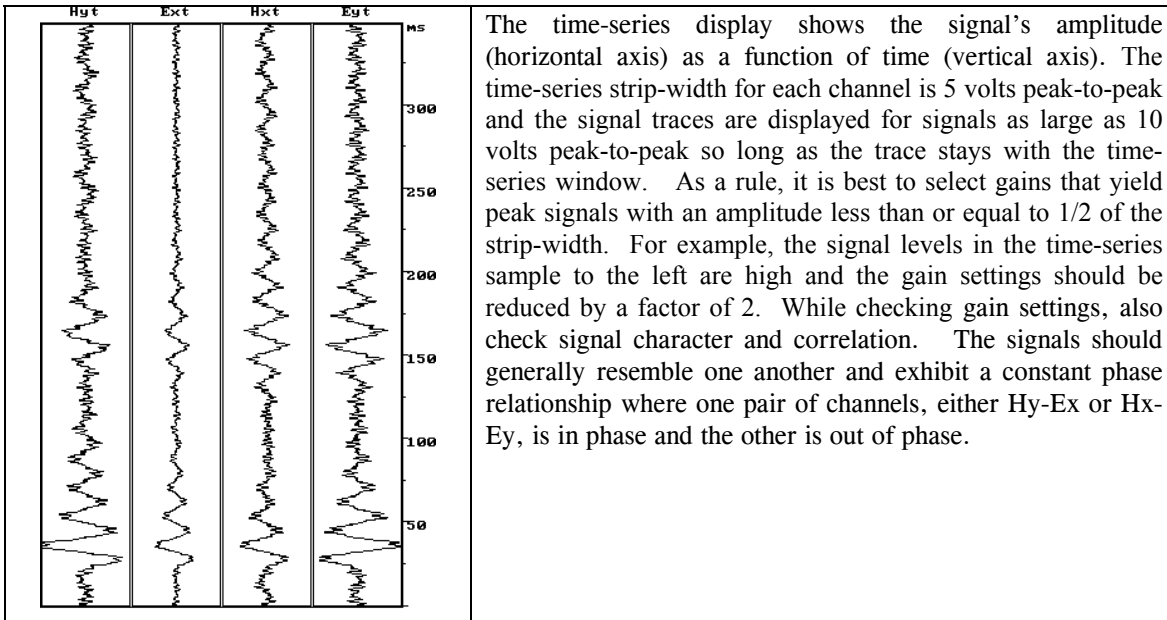 Hyt Ext Hxt Eyt
ms
300
250
200
150
100
50
The time-series display shows the signal's amplitude
(horizontal axis) as a function of time (vertical axis). The
time-series strip-width for each channel is 5 volts peak-to-peak
and the signal traces are displayed for signals as large as 10
volts peak-to-peak so long as the trace stays with the time-
series window. As a rule, it is best to select gains that yield
peak signals with an amplitude less than or equal to 1/2 of the
strip-width. For example, the signal levels in the time-series
sample to the left are high and the gain settings should be
reduced by a factor of 2. While checking gain settings, also
check signal character and correlation. The signals should
generally resemble one another and exhibit a constant phase
relationship where one pair of channels, either Hy-Ex or Hx-
Ey, is in phase and the other is out of phase.